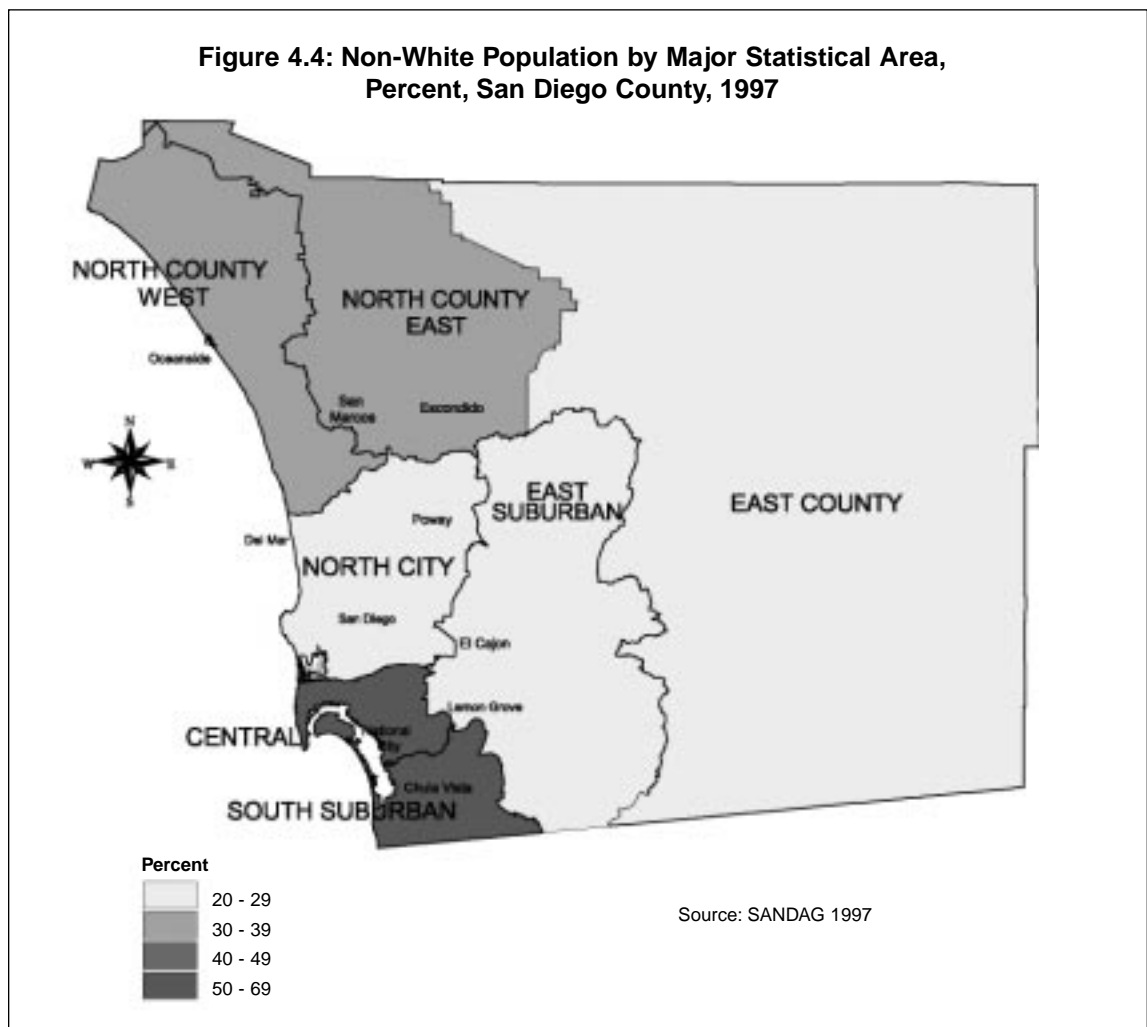 Figure 4.4: Non-White Population by Major Statistical Area,
Percent, San Diego County, 1997
NORTH COUNTY
WEST
NORTH COUNTY
EAST
Oceanside
San
Marcos
Escondido
N
W
E
S
EAST
SUBURBAN
EAST COUNTY
Poway
Del Mar
NORTH CITY
San Diego
El Cajon
Lemon Grove
CENTRAL
National
City
Chula Vista
SOUTH SUBURBAN
Percent
20 - 29
30 - 39
40 - 49
50 - 69
Source: SANDAG 1997